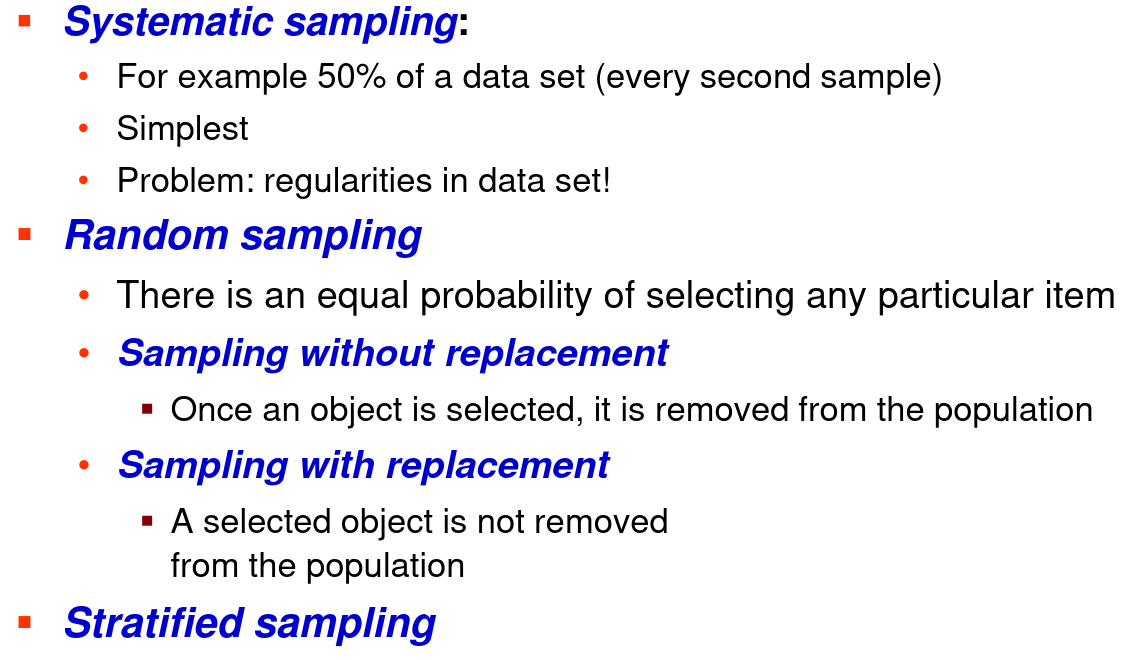 ▪ Systematic sampling:
• For example 50% of a data set (every second sample)
• Simplest
• Problem: regularities in data set!
▪ Random sampling
• There is an equal probability of selecting any particular item
• Sampling without replacement
▪ Once an object is selected, it is removed from the population
• Sampling with replacement
▪ A selected object is not removed
from the population
▪ Stratified sampling